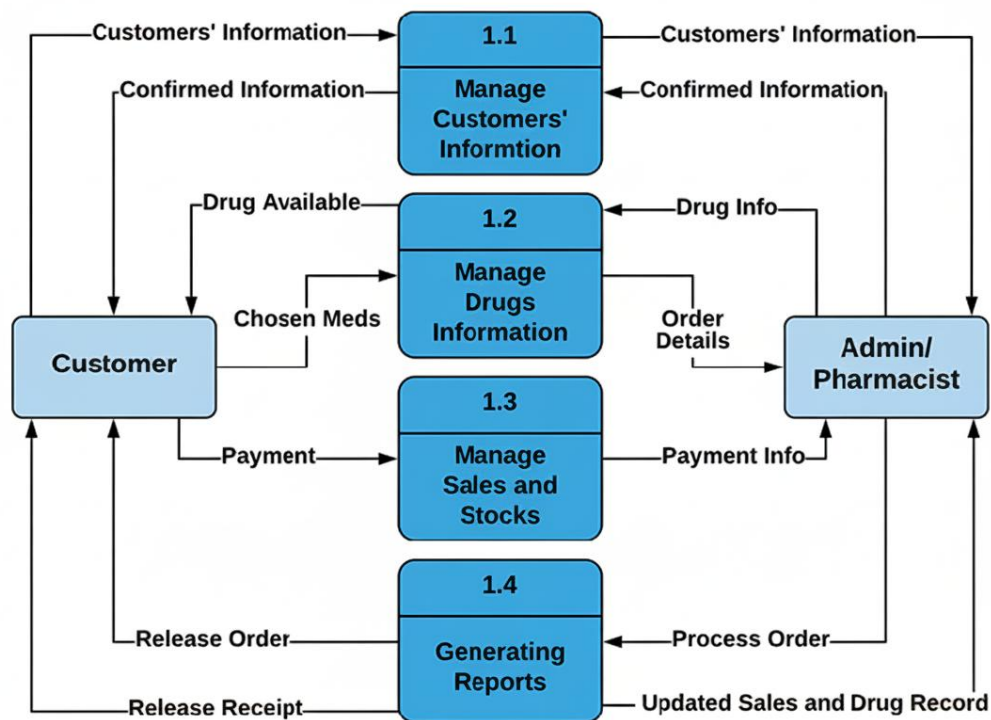 Customers' Information
1.1
Customers' Information
Confirmed Information
Manage
Customers'
Informtion
Confirmed Information
Drug Available
1.2
Drug Info
Manage
Drugs
Information
Chosen Meds
Order
Details
Customer
Admin/
Pharmacist
1.3
Payment
Manage
Sales and
Stocks
Payment Info
1.4
Release Order
Generating
Reports
Process Order
Release Receipt
Updated Sales and Drug Record